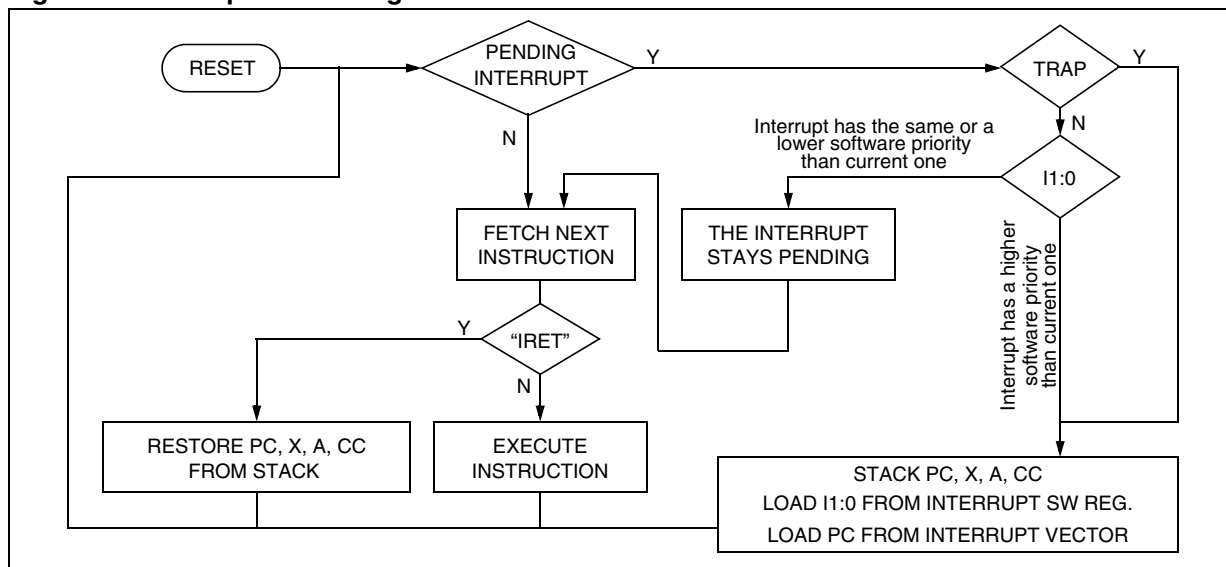 RESET
PENDING
INTERRUPT
Y
TRAP
Y
N
N
Interrupt has the same or a
lower software priority
than current one
I1:0
FETCH NEXT
INSTRUCTION
THE INTERRUPT
STAYS PENDING
Interrupt has a higher
software priority
than current one
Y
“IRET”
N
RESTORE PC, X, A, CC
FROM STACK
EXECUTE
INSTRUCTION
STACK PC, X, A, CC
LOAD I1:0 FROM INTERRUPT SW REG.
LOAD PC FROM INTERRUPT VECTOR